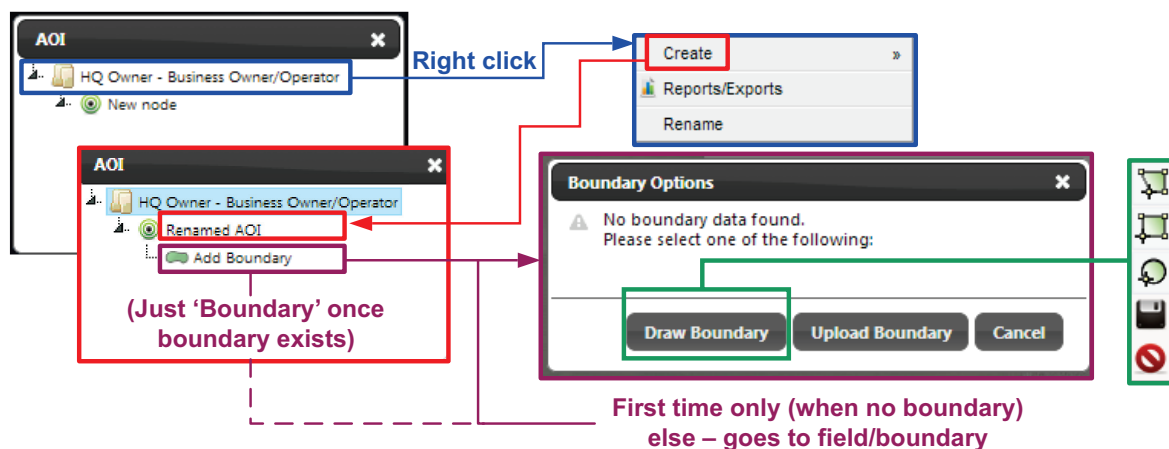 AOI
HQ Owner - Business Owner/Operator
New node
Right click
Create »
Reports/Exports
Rename
AOI
HQ Owner - Business Owner/Operator
Renamed AOI
Add Boundary
(Just ‘Boundary’ once
boundary exists)
Boundary Options
No boundary data found.
Please select one of the following:
Draw Boundary
Upload Boundary
Cancel
First time only (when no boundary)
else – goes to field/boundary